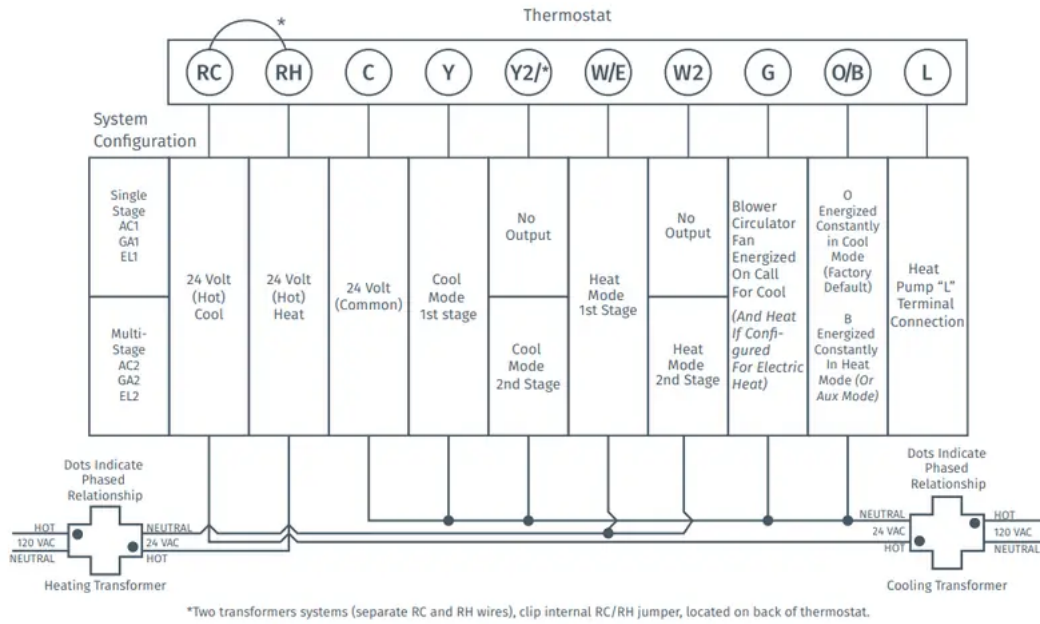 Thermostat
*
RC
RH
C
Y
Y2/*
W/E
W2
G
O/B
L
System
Configuration
Single
Stage
AC1
GA1
EL1
Multi-
Stage
AC2
GA2
EL2
24 Volt
(Hot)
Cool
24 Volt
(Hot)
Heat
24 Volt
(Common)
Cool
Mode
1st stage
No
Output
Cool
Mode
2nd Stage
Heat
Mode
1st Stage
No
Output
Heat
Mode
2nd Stage
Blower
Circulator
Fan
Energized
On Call
For Cool
(And Heat
If Confi-
gured
For Electric
Heat)
O
Energized
Constantly
in Cool
Mode
(Factory
Default)
B
Energized
Constantly
In Heat
Mode (Or
Aux Mode)
Heat
Pump “L”
Terminal
Connection
Dots Indicate
Phased
Relationship
HOT
120 VAC
NEUTRAL
NEUTRAL
24 VAC
HOT
Heating Transformer
Dots Indicate
Phased
Relationship
NEUTRAL
24 VAC
HOT
HOT
120 VAC
NEUTRAL
Cooling Transformer
*Two transformers systems (separate RC and RH wires), clip internal RC/RH jumper, located on back of thermostat.